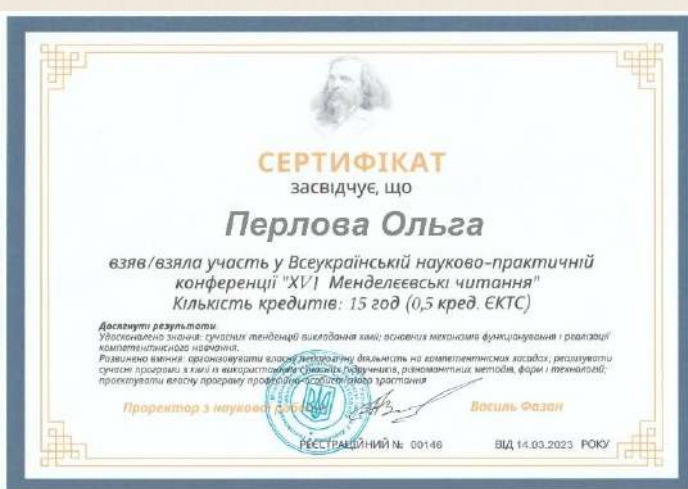 СЕРТИФІКАТ
засвідчує, що
Перлова Ольга
взяв/взяла участь у Всеукраїнській науково-практичній
конференції "XVI Менделеєвські читання"
Кількість кредитів: 15 год (0,5 кред. ЄКТС)
Досягнуті результати
Удосконалено знання: сучасних тенденцій викладання хімії; основних механізмів функціонування і реалізації
компетентнісного навчання.
Розвинено вміння: організовувати власну педагогічну діяльність на компетентнісних засадах; реалізувати
сучасні програми з хімії із використанням сучасних підручників, різноманітних методів, форм і технологій;
проєктувати власну програму професійно-особистісного зростання
Проректор з наукової роботи Василь Фазан
РЕЄСТРАЦІЙНИЙ № 00146 ВІД 14.03.2023 РОКУ